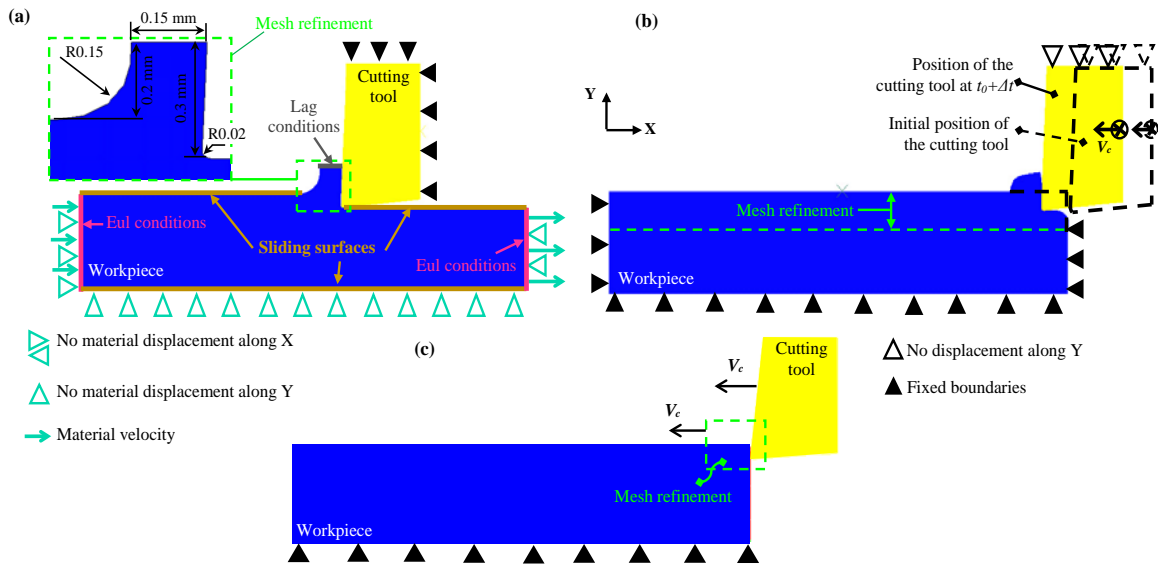 (a)
0.15 mm
Mesh refinement
R0.15
0.2 mm
0.3 mm
R0.02
Lag
conditions
Cutting
tool
Eul conditions
Sliding surfaces
Eul conditions
Workpiece
No material displacement along X
No material displacement along Y
Material velocity
(b)
Y
X
Position of the
cutting tool at t0+Δt
Initial position of
the cutting tool
Vc
Mesh refinement
Workpiece
No displacement along Y
Fixed boundaries
(c)
Vc
Cutting
tool
Vc
Mesh refinement
Workpiece